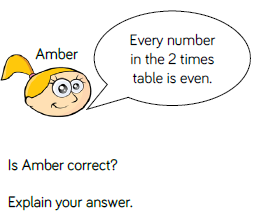 Amber
Every number
in the 2 times
table is even.
Is Amber correct?
Explain your answer.